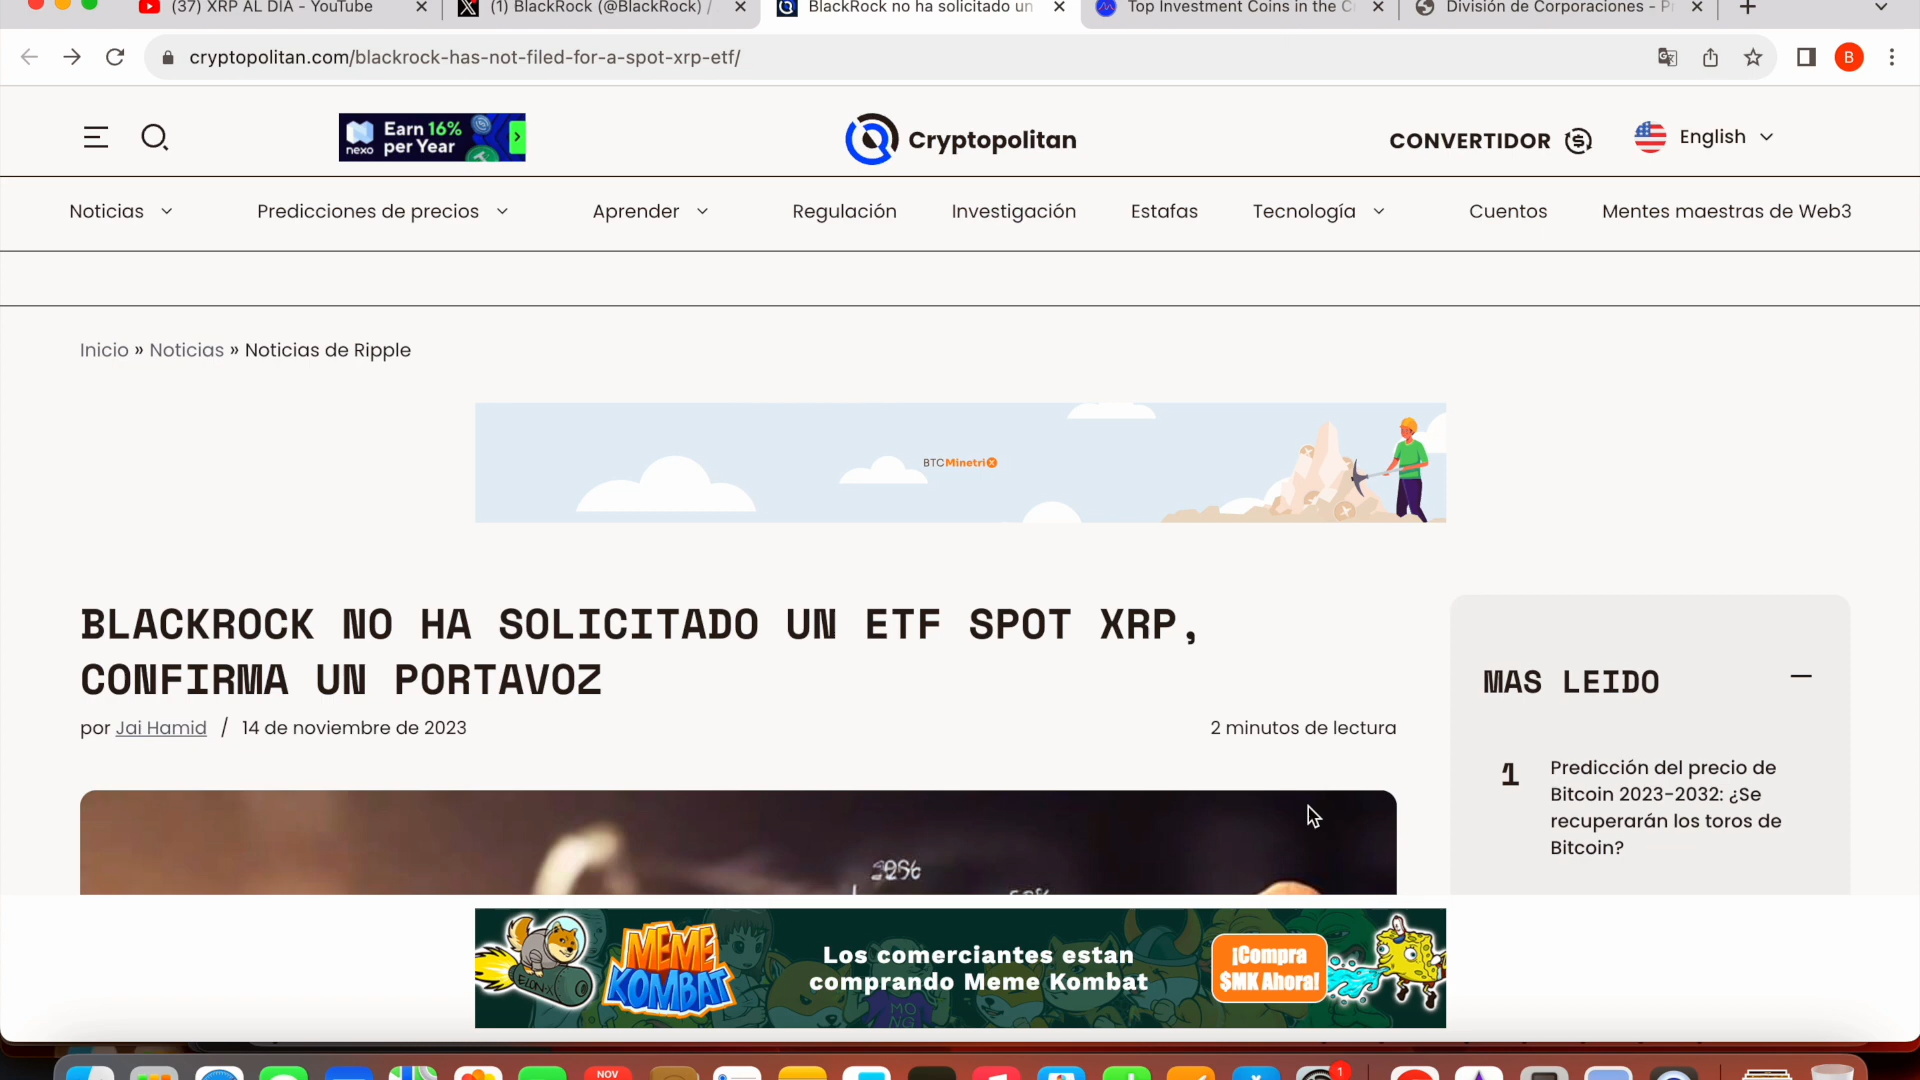 (37) XRP AL DIA - YouTube
(1) BlackRock (@BlackRock) /
BlackRock no ha solicitado un
Top Investment Coins in the C
División de Corporaciones - P
cryptopolitan.com/blackrock-has-not-filed-for-a-spot-xrp-etf/
B
nexo
Earn 16%
per Year
Cryptopolitan
CONVERTIDOR
English
Noticias
Predicciones de precios
Aprender
Regulación
Investigación
Estafas
Tecnología
Cuentos
Mentes maestras de Web3
Inicio » Noticias » Noticias de Ripple
BTCMinetrix
BLACKROCK NO HA SOLICITADO UN ETF SPOT XRP,
CONFIRMA UN PORTAVOZ
por Jai Hamid / 14 de noviembre de 2023
2 minutos de lectura
MAS LEIDO
1
Predicción del precio de
Bitcoin 2023-2032: ¿Se
recuperarán los toros de
Bitcoin?
MEME
KOMBAT
Los comerciantes estan
comprando Meme Kombat
¡Compra
$MK Ahora!
NOV
1